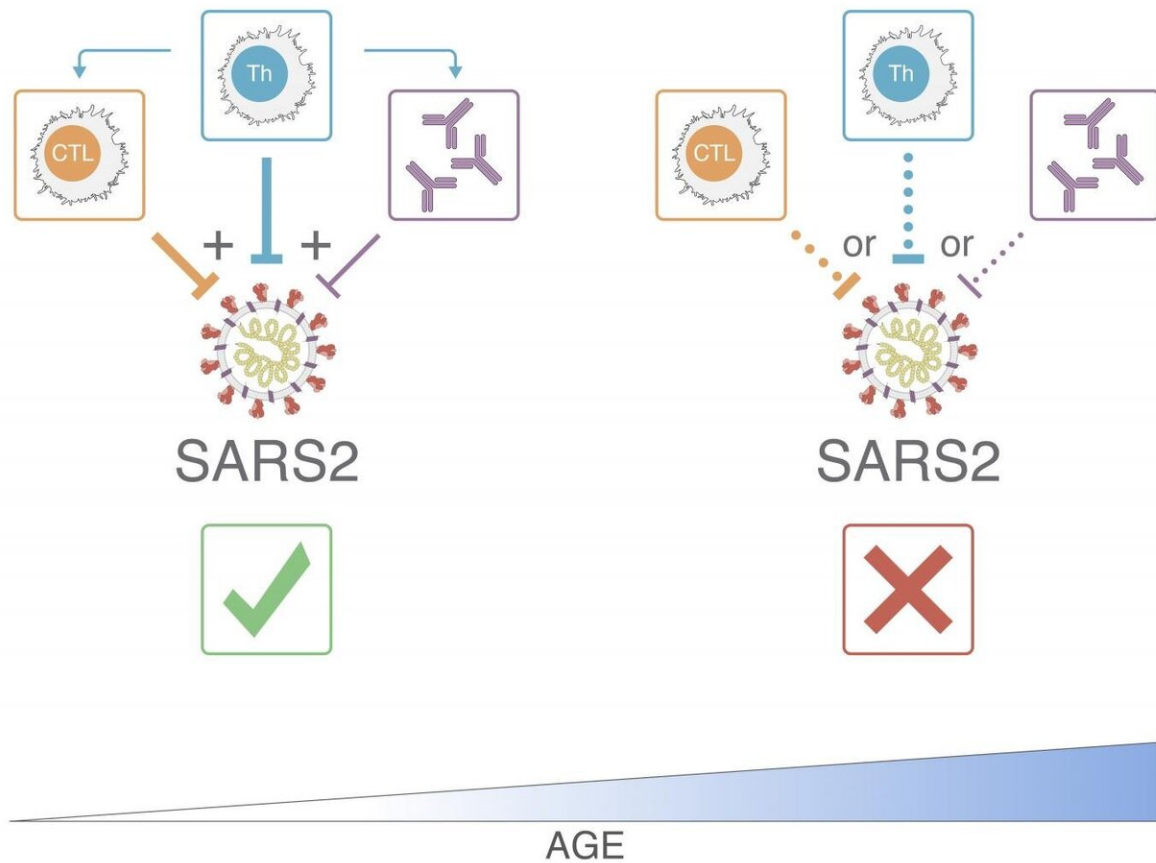 Th
Th
CTL
CTL
+ +
or or
SARS2
SARS2
AGE